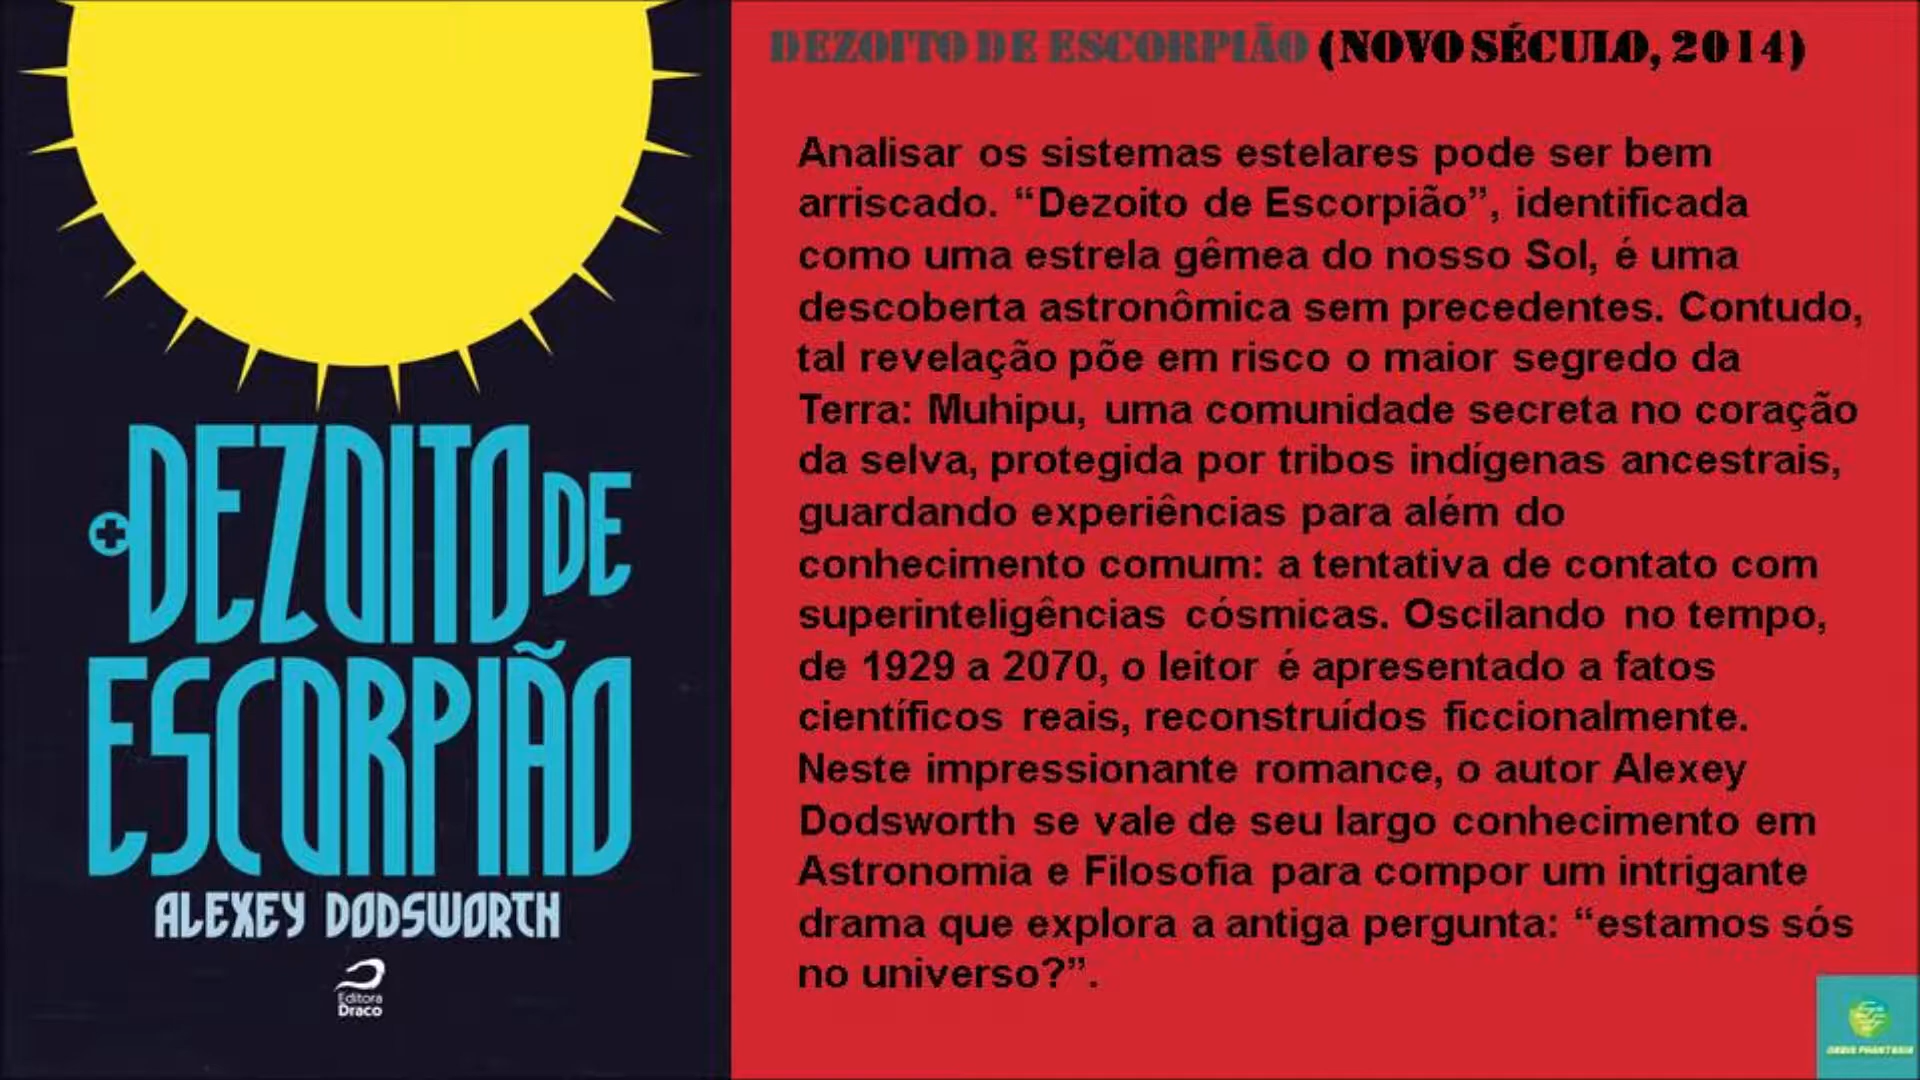 DEZOITO DE
ESCORPIÃO
ALEXEY DODSWORTH
Editora
Draco
DEZOITO DE ESCORPIÃO (NOVO SÉCULO, 2014)
Analisar os sistemas estelares pode ser bem
arriscado. “Dezoito de Escorpião”, identificada
como uma estrela gêmea do nosso Sol, é uma
descoberta astronômica sem precedentes. Contudo,
tal revelação põe em risco o maior segredo da
Terra: Muhipu, uma comunidade secreta no coração
da selva, protegida por tribos indígenas ancestrais,
guardando experiências para além do
conhecimento comum: a tentativa de contato com
superinteligências cósmicas. Oscilando no tempo,
de 1929 a 2070, o leitor é apresentado a fatos
científicos reais, reconstruídos ficcionalmente.
Neste impressionante romance, o autor Alexey
Dodsworth se vale de seu largo conhecimento em
Astronomia e Filosofia para compor um intrigante
drama que explora a antiga pergunta: “estamos sós
no universo?”.
ORBIS PHANTASIA